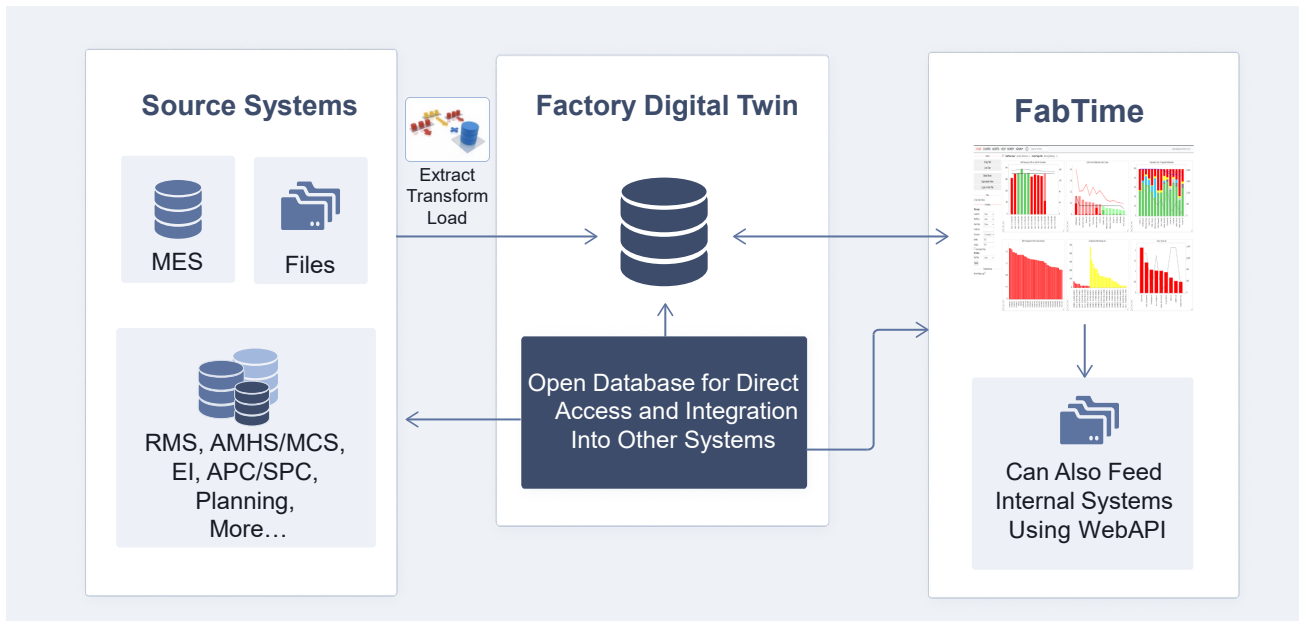 Source Systems
MES
Files
RMS, AMHS/MCS,
EI, APC/SPC,
Planning,
More…
Extract
Transform
Load
Factory Digital Twin
Open Database for Direct
Access and Integration
Into Other Systems
FabTime
Can Also Feed
Internal Systems
Using WebAPI